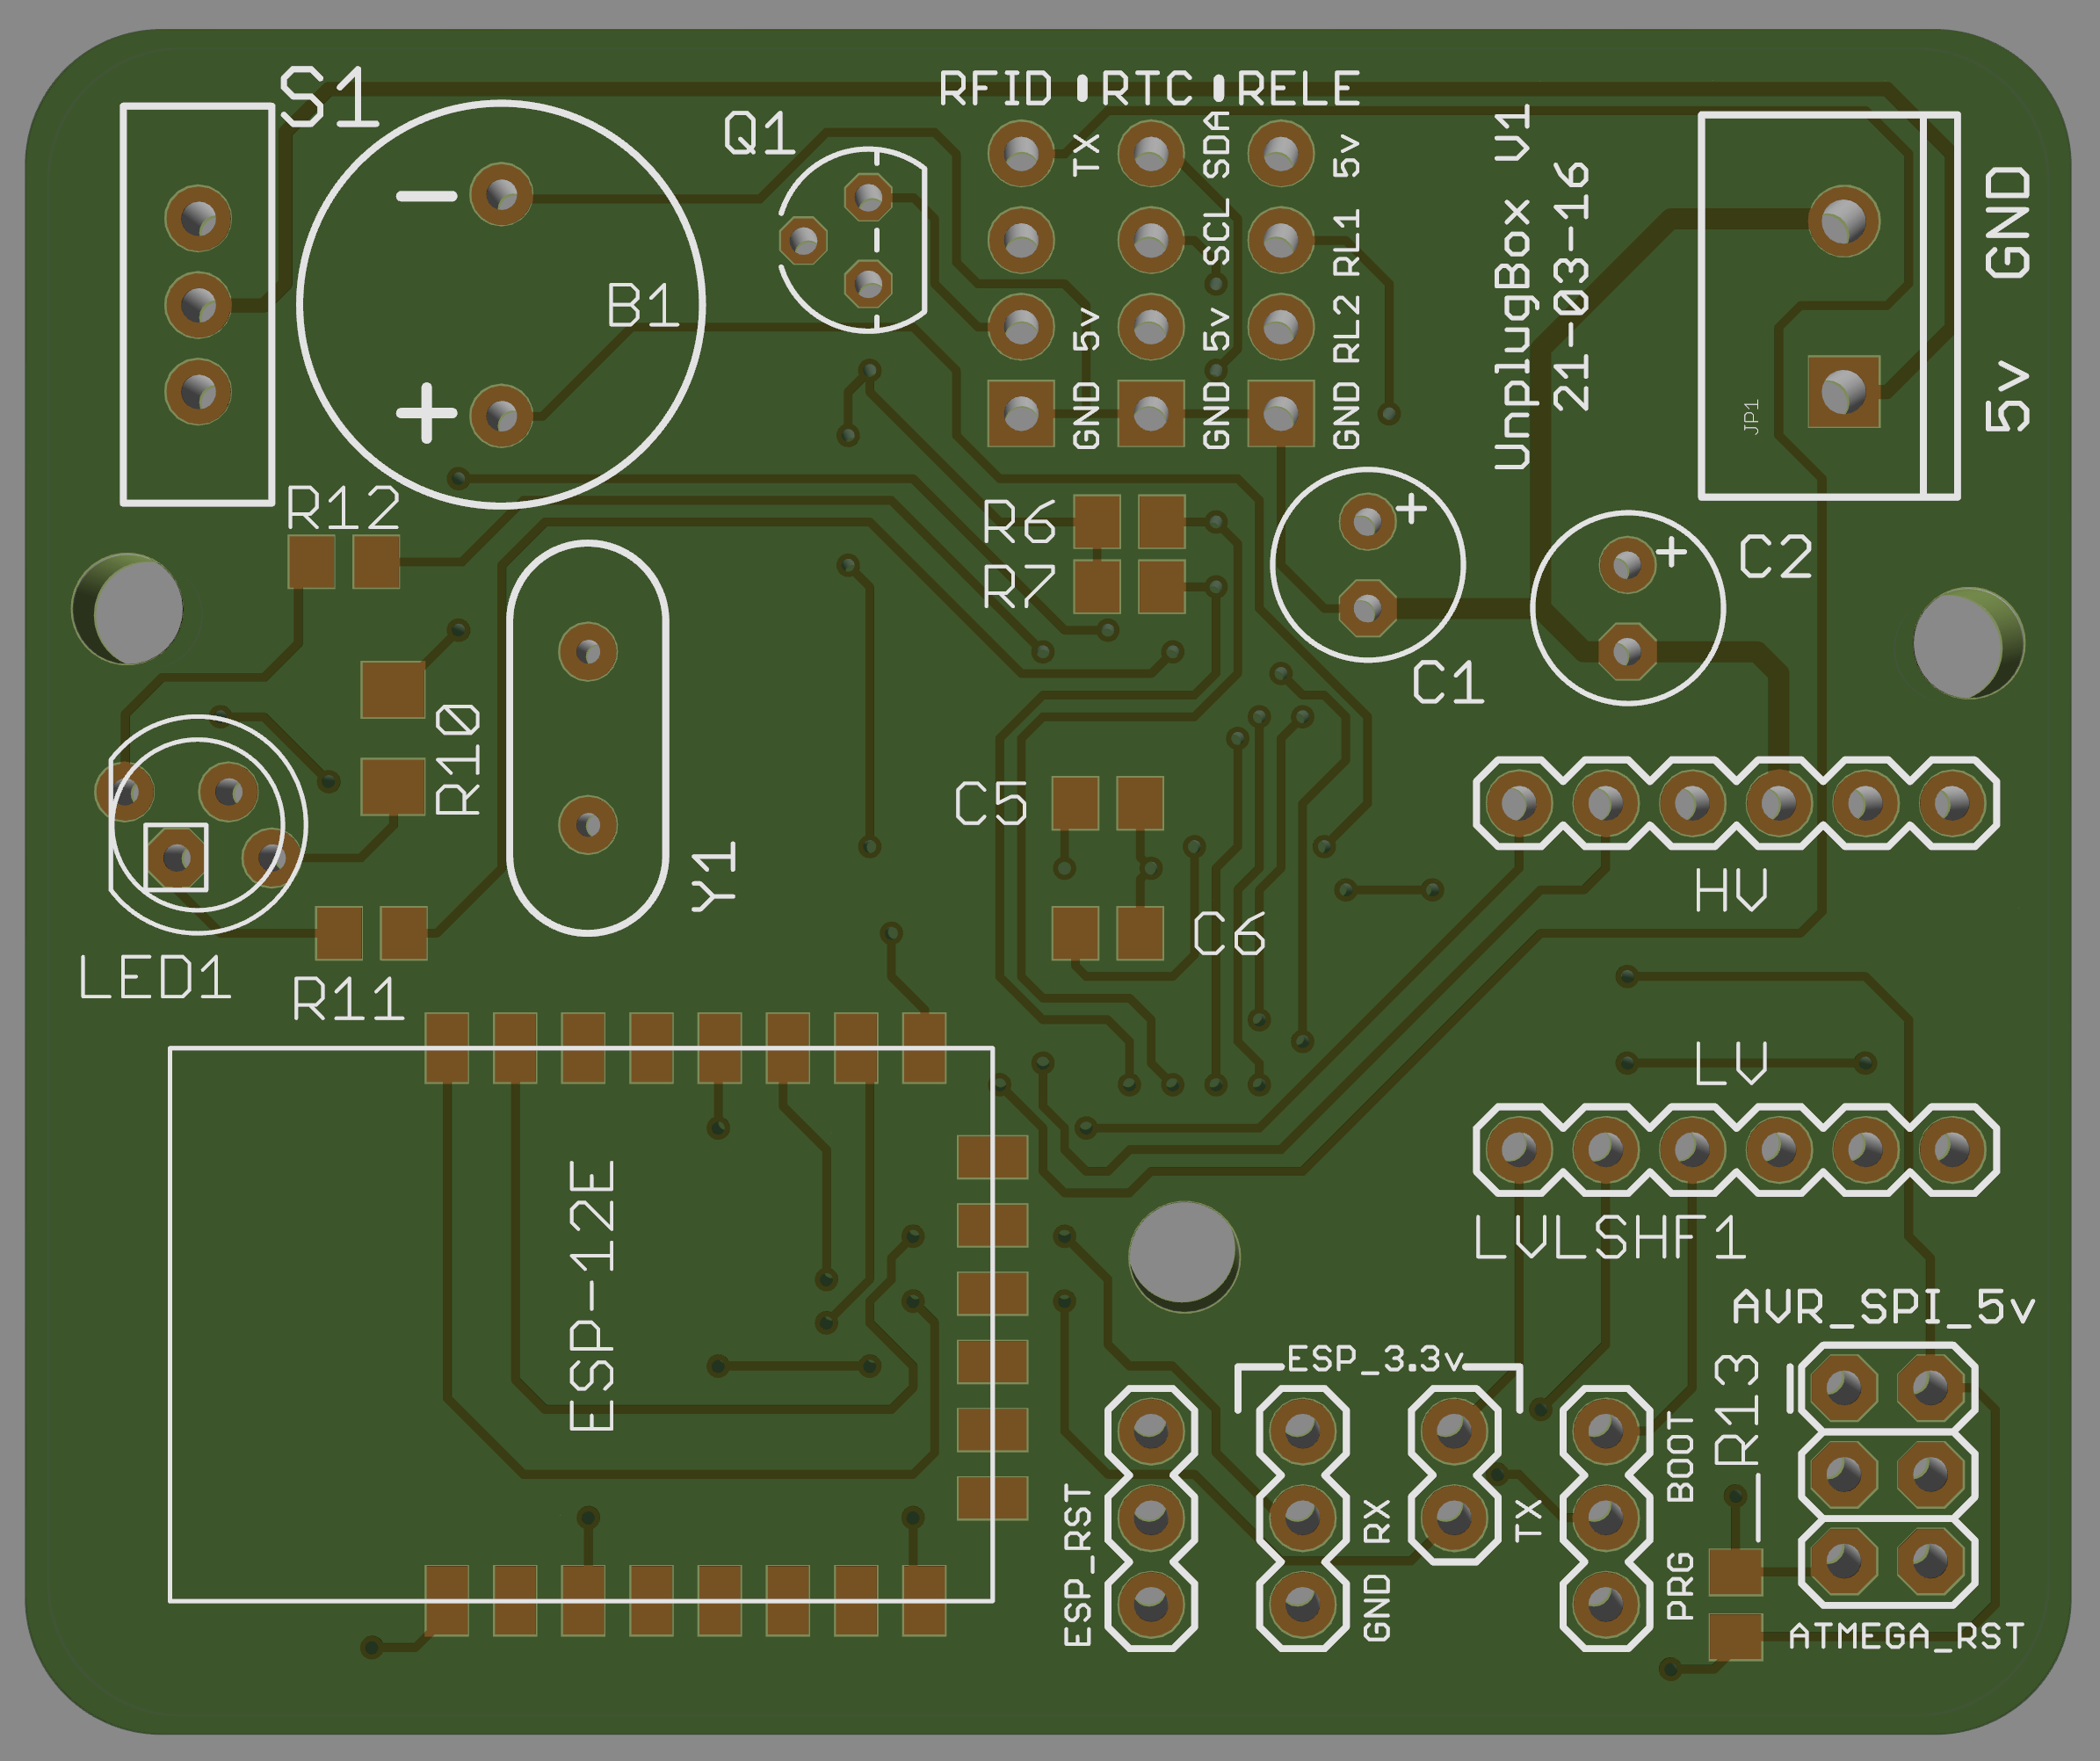 S1
RFID RTC RELE
Q1
TX
SDA
5v
SCL
RL1
B1
5v
5v
RL2
GND
GND
GND
UnplugBox V1
21-03-16
GND
5v
JP1
-
+
R12
R6
R7
+
C1
+
C2
R10
Y1
C5
C6
HV
LED1
R11
LV
ESP-12E
LVLSHF1
AVR_SPI_5v
ESP_3.3v
R13
BOOT
ESP_RST
RX
TX
GND
PRG
ATMEGA_RST